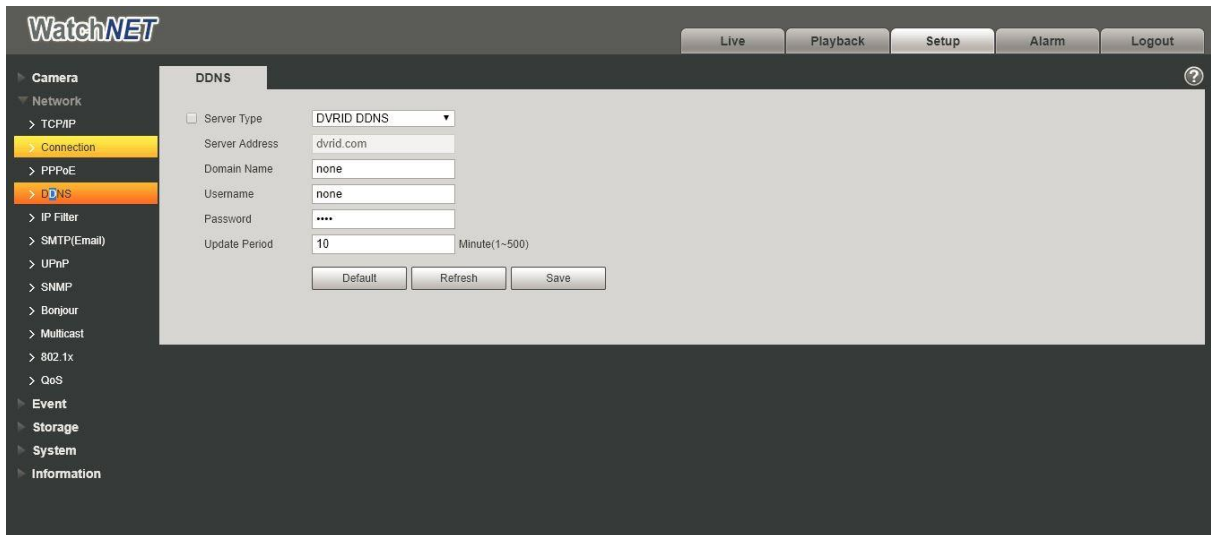 WatchNET
Live Playback Setup Alarm Logout
Camera
Network
> TCP/IP
> Connection
> PPPoE
> DDNS
> IP Filter
> SMTP(Email)
> UPnP
> SNMP
> Bonjour
> Multicast
> 802.1x
> QoS
Event
Storage
System
Information
DDNS
?
Server Type DVRID DDNS
Server Address dvrid.com
Domain Name none
Username none
Password ••••
Update Period 10 Minute(1~500)
Default Refresh Save